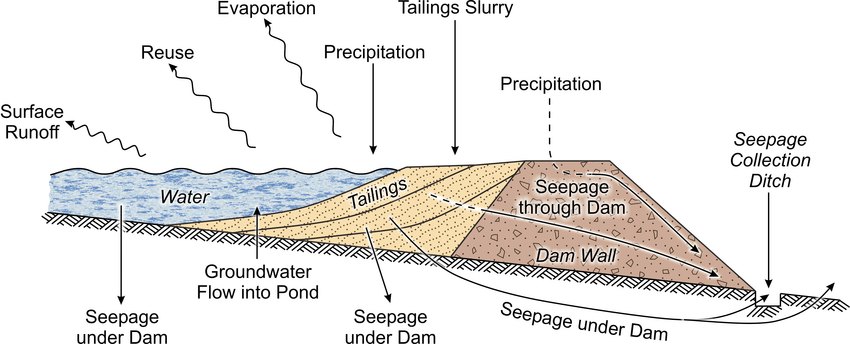 Evaporation
Tailings Slurry
Reuse
Precipitation
Precipitation
Surface
Runoff
Seepage
Collection
Ditch
Water
Tailings
Seepage
through Dam
Dam Wall
Groundwater
Flow into Pond
Seepage
under Dam
Seepage
under Dam
Seepage under Dam